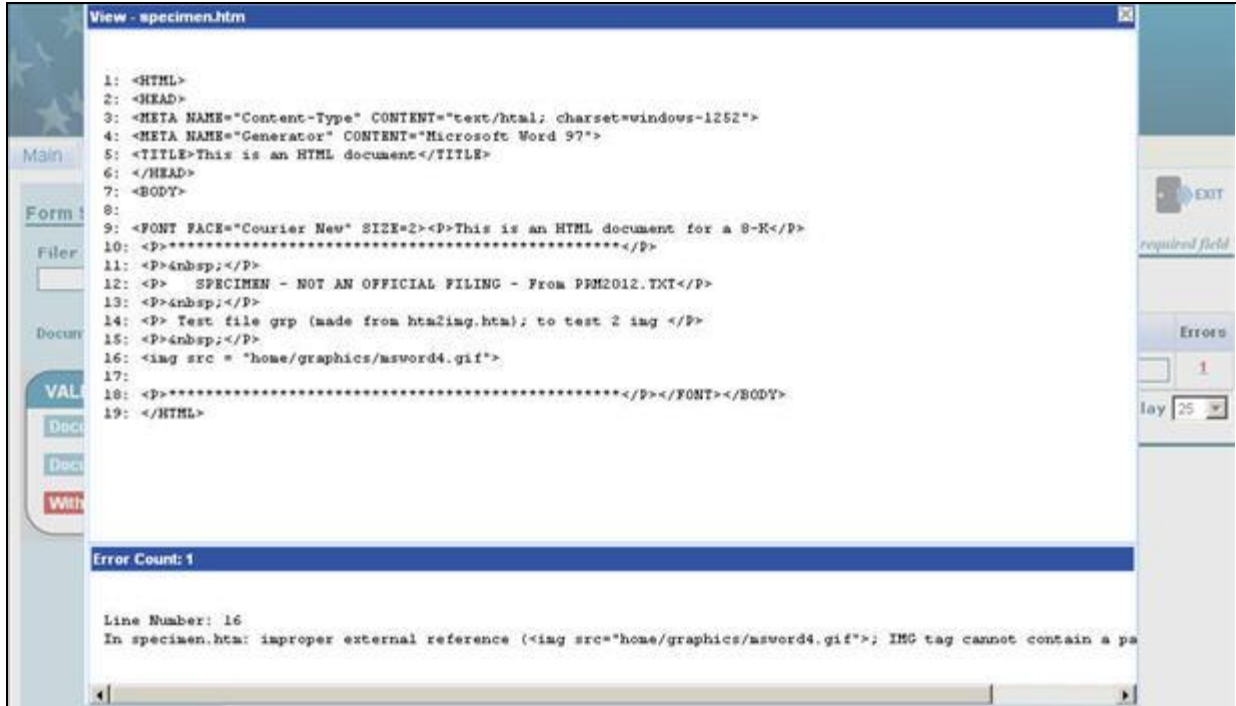 View - specimen.htm
1: <HTML>
2: <HEAD>
3: <META NAME="Content-Type" CONTENT="text/html; charset=windows-1252">
4: <META NAME="Generator" CONTENT="Microsoft Word 97">
5: <TITLE>This is an HTML document</TITLE>
6: </HEAD>
7: <BODY>
8:
9: <FONT FACE="Courier New" SIZE=2><P>This is an HTML document for a 8-K</P>
10: <P>*************************************************</P>
11: <P>&nbsp;</P>
12: <P>   SPECIMEN - NOT AN OFFICIAL FILING - From PRM2012.TXT</P>
13: <P>&nbsp;</P>
14: <P> Test file grp (made from htm2img.htm); to test 2 img </P>
15: <P>&nbsp;</P>
16: <img src = "home/graphics/msword4.gif">
17:
18: <P>*************************************************</P></FONT></BODY>
19: </HTML>
Main
EXIT
Form
Filer
required field
Errors
1
lay 25
With
Error Count: 1
Line Number: 16
In specimen.htm: improper external reference (<img src="home/graphics/msword4.gif">; IMG tag cannot contain a pa